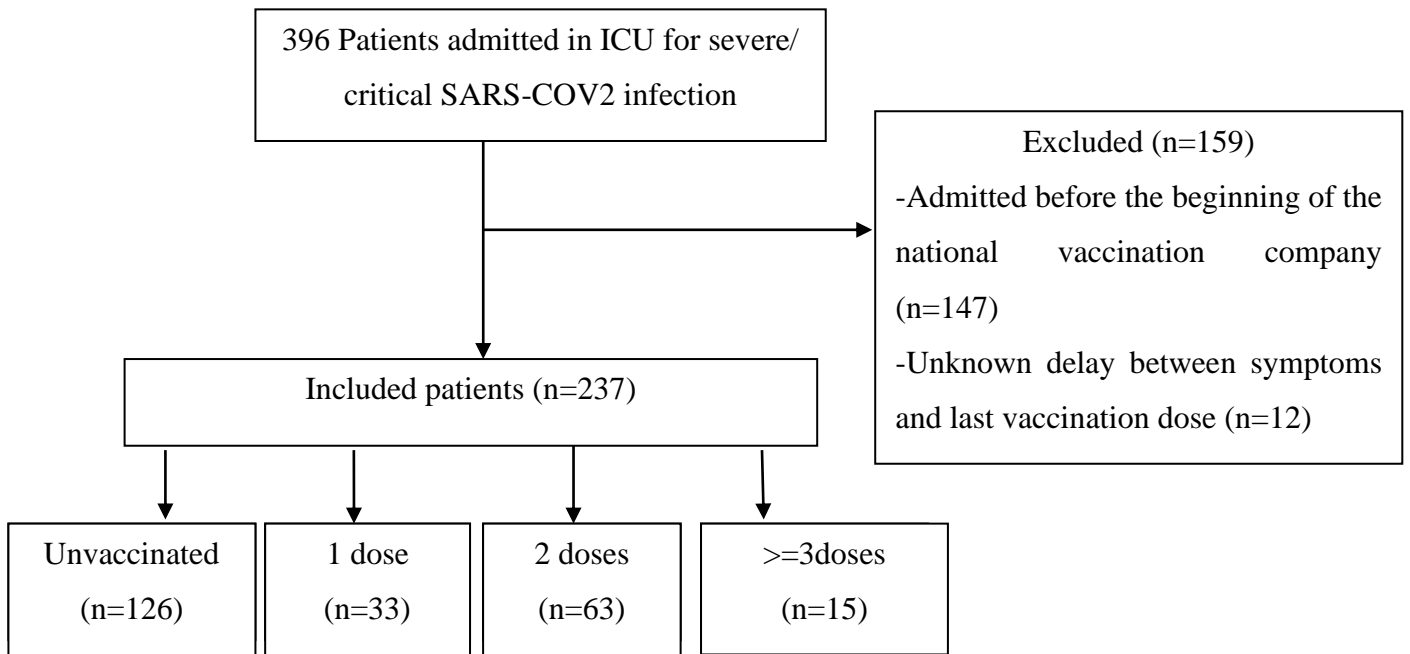 396 Patients admitted in ICU for severe/
critical SARS-COV2 infection
Excluded (n=159)
-Admitted before the beginning of the
national vaccination company
(n=147)
-Unknown delay between symptoms
and last vaccination dose (n=12)
Included patients (n=237)
Unvaccinated
(n=126)
1 dose
(n=33)
2 doses
(n=63)
>=3doses
(n=15)